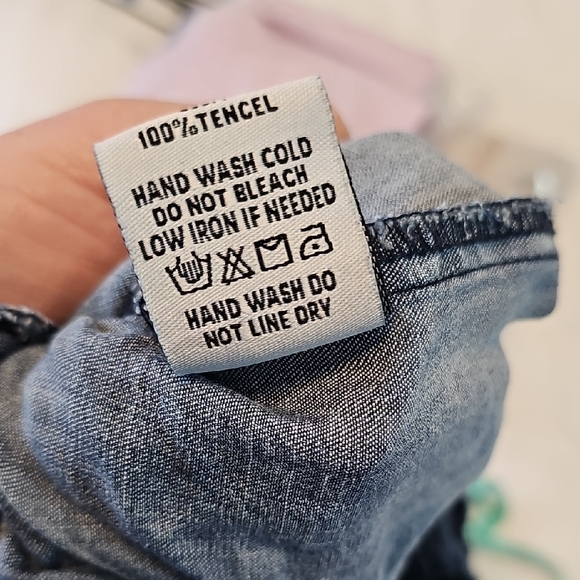 100% TENCEL
HAND WASH COLD
DO NOT BLEACH
LOW IRON IF NEEDED
HAND WASH DO
NOT LINE DRY